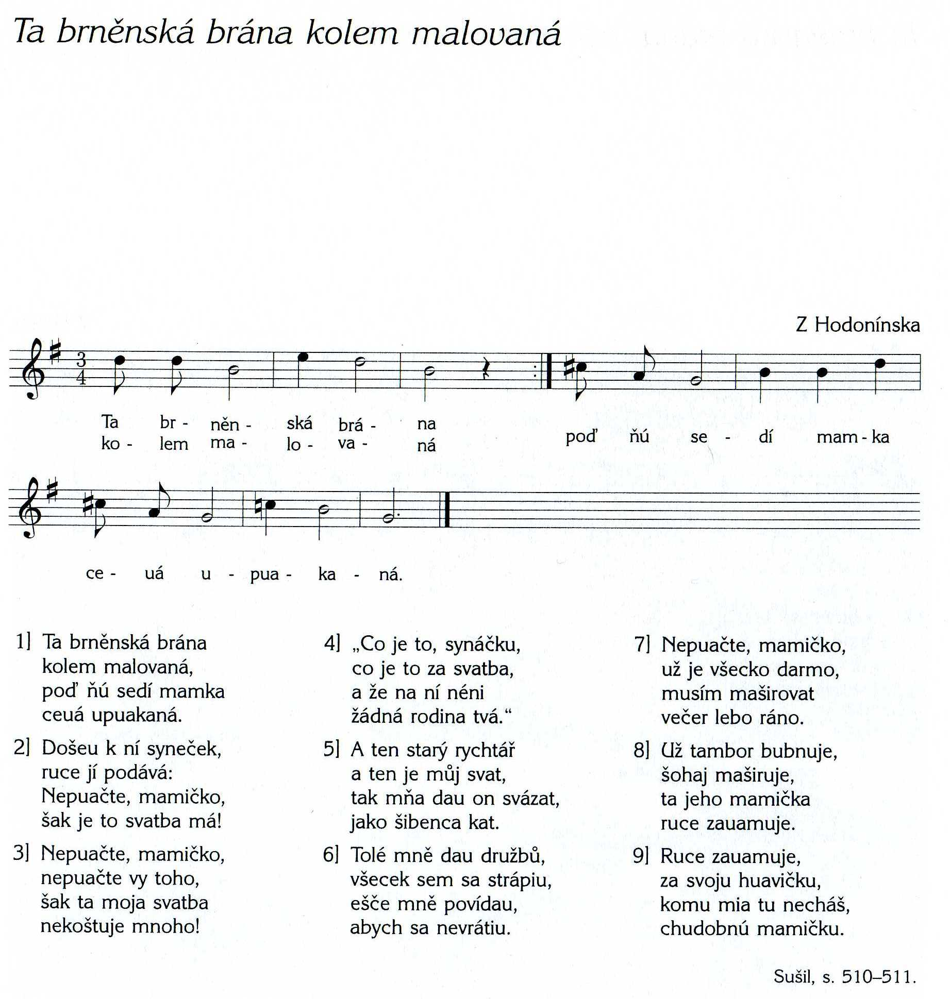 Ta brněnská brána kolem malovaná
Z Hodonínska
3
4
Ta br - něn - ská brá - na
ko - lem ma - lo - va - ná
poď ňú se - dí mam - ka
ce - uá u - pua - ka - ná.
1] Ta brněnská brána
kolem malovaná,
poď ňú sedí mamka
ceuá upuakaná.
2] Došeu k ní syneček,
ruce jí podává:
Nepuačte, mamičko,
šak je to svatba má!
3] Nepuačte, mamičko,
nepuačte vy toho,
šak ta moja svatba
nekoštuje mnoho!
4] „Co je to, synáčku,
co je to za svatba,
a že na ní néni
žádná rodina tvá.“
5] A ten starý rychtář
a ten je můj svat,
tak mňa dau on svázat,
jako šibenca kat.
6] Tolé mně dau družbů,
všecek sem sa strápiu,
ešče mně povídau,
abych sa nevrátiu.
7] Nepuačte, mamičko,
už je všecko darmo,
musím maširovat
večer lebo ráno.
8] Už tambor bubnuje,
šohaj maširuje,
ta jeho mamička
ruce zauamuje.
9] Ruce zauamuje,
za svoju huavičku,
komu mia tu necháš,
chudobnú mamičku.
Sušil, s. 510–511.